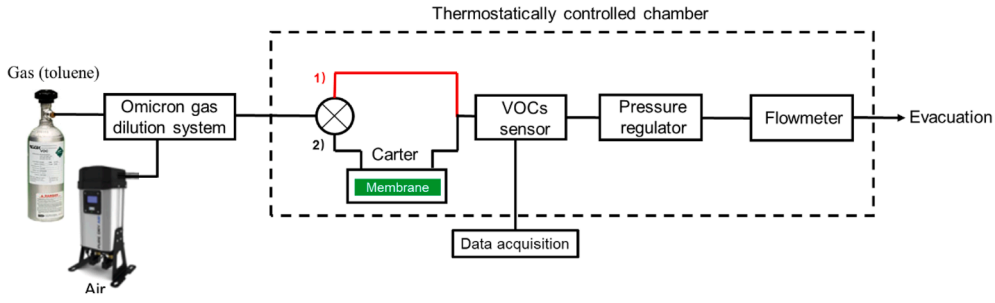 Thermostatically controlled chamber
Gas (toluene)
1)
Omicron gas
dilution system
VOCs
sensor
Pressure
regulator
Flowmeter
Evacuation
2)
Carter
Membrane
Data acquisition
Air